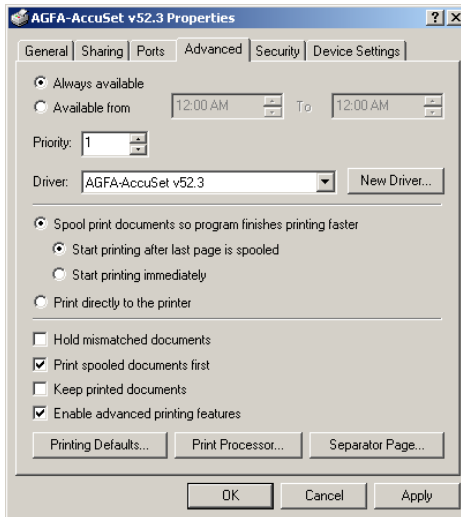 AGFA-AccuSet v52.3 Properties
General Sharing Ports Advanced Security Device Settings
Always available
Available from 12:00 AM To 12:00 AM
Priority: 1
Driver: AGFA-AccuSet v52.3 New Driver...
Spool print documents so program finishes printing faster
Start printing after last page is spooled
Start printing immediately
Print directly to the printer
Hold mismatched documents
Print spooled documents first
Keep printed documents
Enable advanced printing features
Printing Defaults... Print Processor... Separator Page...
OK Cancel Apply